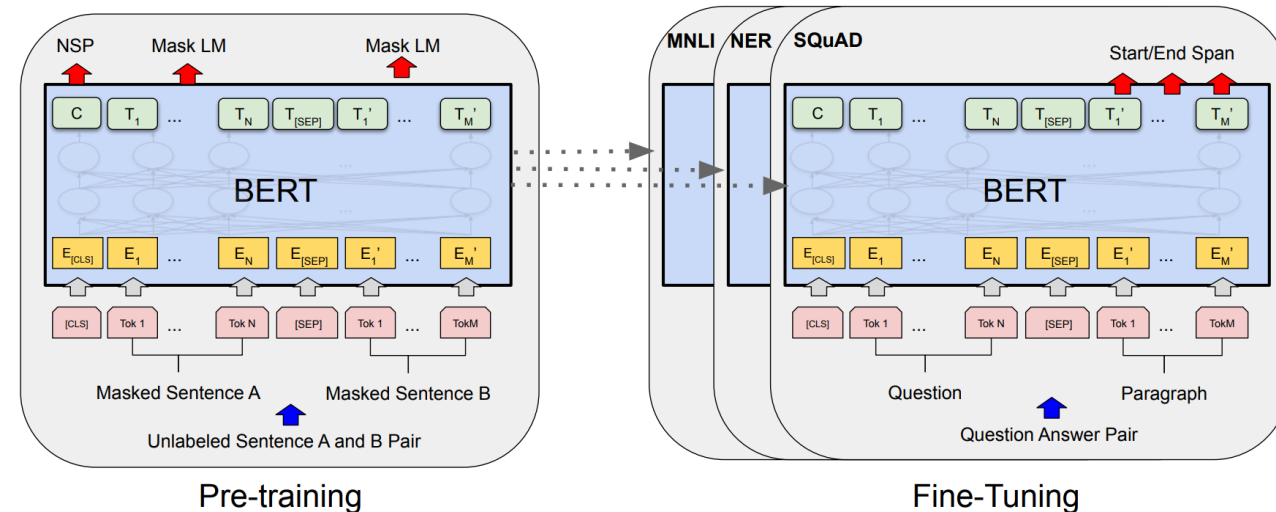 NSP Mask LM Mask LM
C T1 ... TN T[SEP] T1' ... TM'
... 
BERT
...
E[CLS] E1 ... EN E[SEP] E1' ... EM'
[CLS] Tok 1 ... Tok N [SEP] Tok 1 ... TokM
Masked Sentence A Masked Sentence B
Unlabeled Sentence A and B Pair
Pre-training
MNLI NER SQuAD
Start/End Span
C T1 ... TN T[SEP] T1' ... TM'
...
BERT
...
E[CLS] E1 ... EN E[SEP] E1' ... EM'
[CLS] Tok 1 ... Tok N [SEP] Tok 1 ... TokM
Question Paragraph
Question Answer Pair
Fine-Tuning